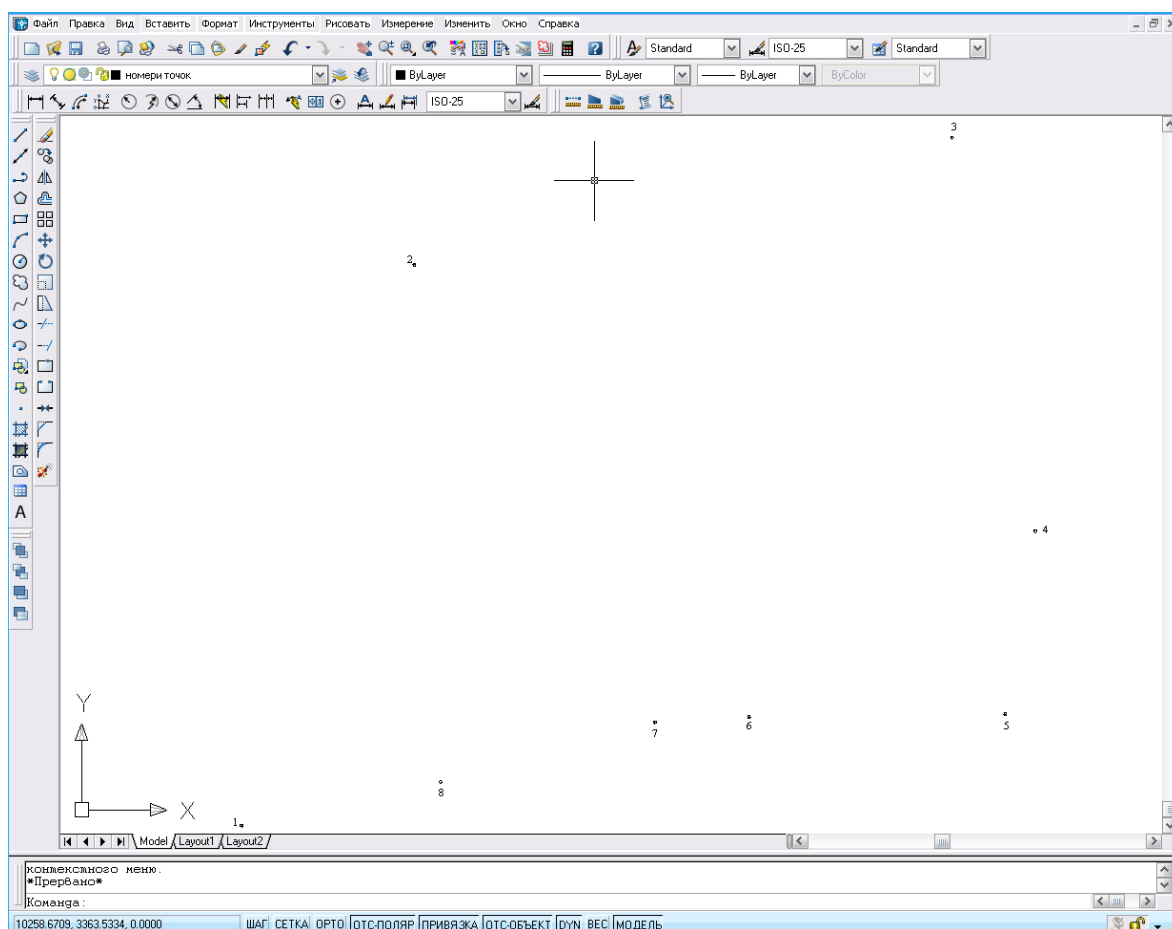 Файл Правка Вид Вставить Формат Инструменты Рисовать Измерение Изменить Окно Справка
Standard ISO-25 Standard
номери точок ByLayer ByLayer ByLayer ByColor
ISO-25
3
2
4
5
6
7
8
1
Y
X
A
Model Layout1 Layout2
контекстного меню.
*Прервано*
Команда:
10258.6709, 3363.5334, 0.0000 ШАГ СЕТКА ОРТО ОТС-ПОЛЯР ПРИВЯЗКА ОТС-ОБЪЕКТ DYN ВЕС МОДЕЛЬ